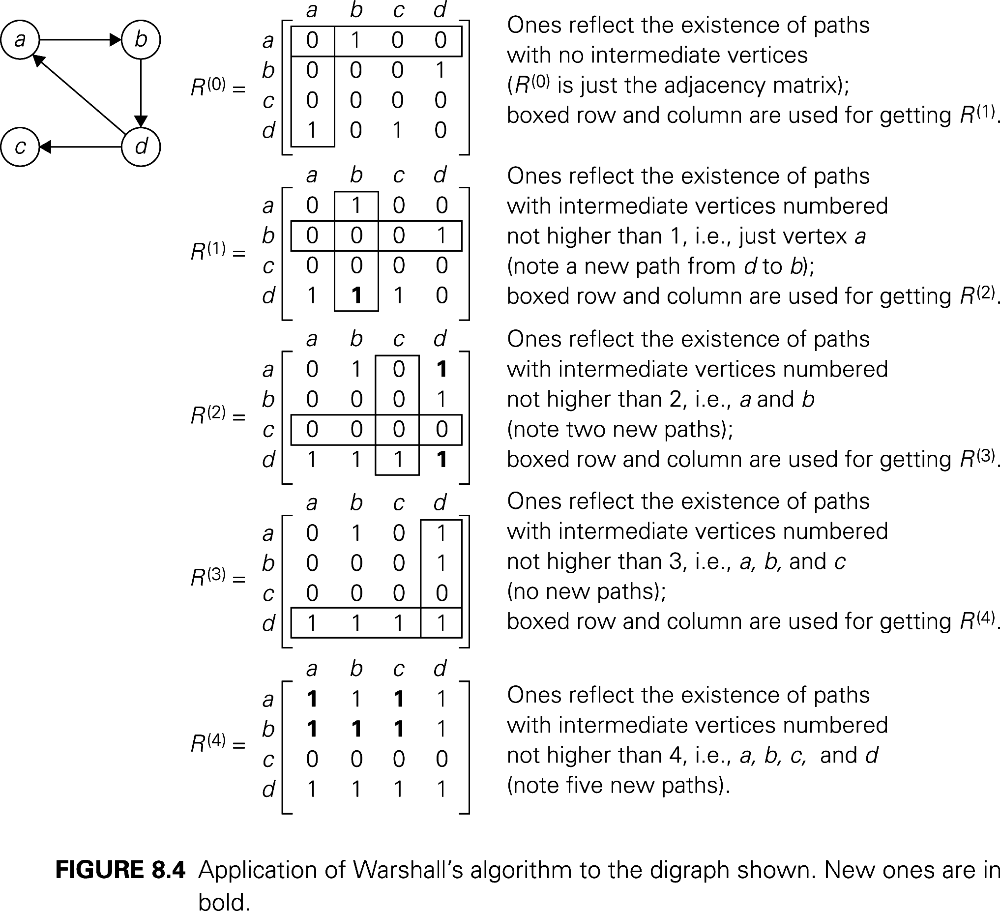 a b
c d
a b c d
a 0 1 0 0
b 0 0 0 1
R(0) =
c 0 0 0 0
d 1 0 1 0
Ones reflect the existence of paths
with no intermediate vertices
(R(0) is just the adjacency matrix);
boxed row and column are used for getting R(1).
a b c d
a 0 1 0 0
b 0 0 0 1
R(1) =
c 0 0 0 0
d 1 1 1 0
Ones reflect the existence of paths
with intermediate vertices numbered
not higher than 1, i.e., just vertex a
(note a new path from d to b);
boxed row and column are used for getting R(2).
a b c d
a 0 1 0 1
b 0 0 0 1
R(2) =
c 0 0 0 0
d 1 1 1 1
Ones reflect the existence of paths
with intermediate vertices numbered
not higher than 2, i.e., a and b
(note two new paths);
boxed row and column are used for getting R(3).
a b c d
a 0 1 0 1
b 0 0 0 1
R(3) =
c 0 0 0 0
d 1 1 1 1
Ones reflect the existence of paths
with intermediate vertices numbered
not higher than 3, i.e., a, b, and c
(no new paths);
boxed row and column are used for getting R(4).
a b c d
a 1 1 1 1
b 1 1 1 1
R(4) =
c 0 0 0 0
d 1 1 1 1
Ones reflect the existence of paths
with intermediate vertices numbered
not higher than 4, i.e., a, b, c, and d
(note five new paths).
FIGURE 8.4 Application of Warshall's algorithm to the digraph shown. New ones are in
bold.